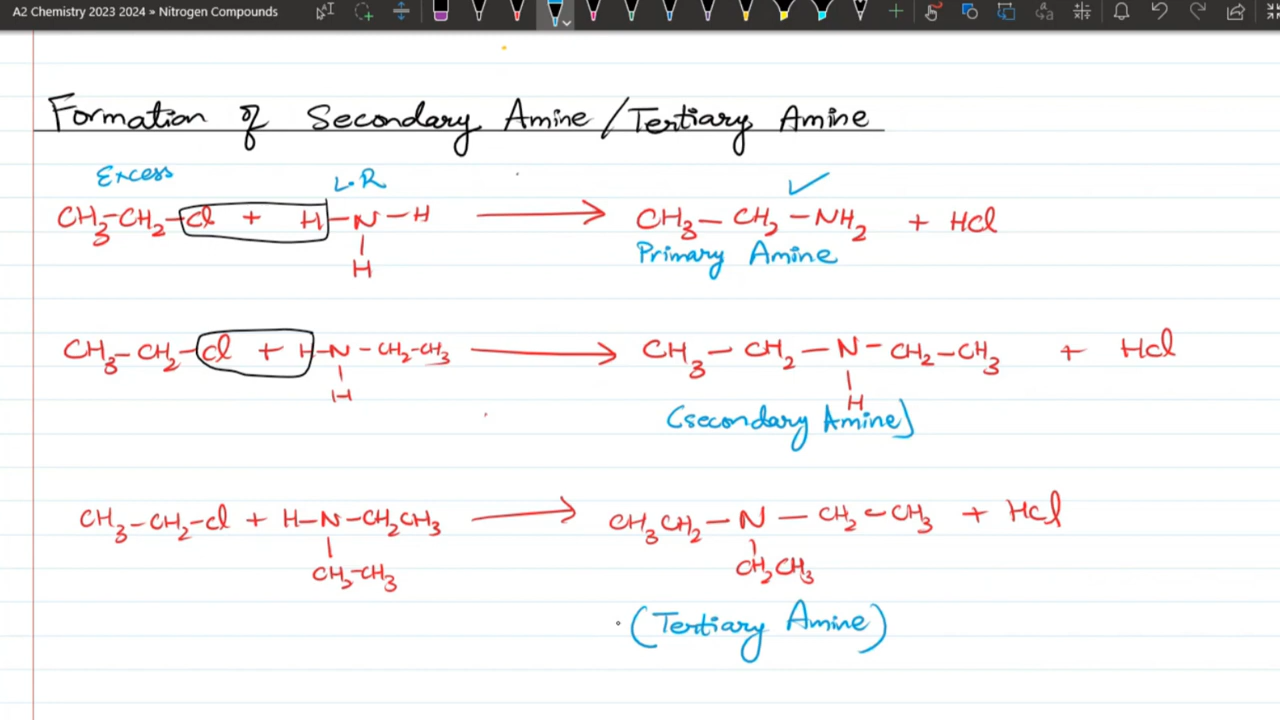 A2 Chemistry 2023 2024 » Nitrogen Compounds
Formation of Secondary Amine / Tertiary Amine
Excess L.R
CH3-CH2-Cl + H-N-H → CH3-CH2-NH2 + HCl
H
Primary Amine
CH3-CH2-Cl + H-N-CH2-CH3 → CH3-CH2-N-CH2-CH3 + HCl
H H
(secondary Amine)
CH3-CH2-Cl + H-N-CH2CH3 → CH3CH2-N-CH2-CH3 + HCl
CH2-CH3 CH2CH3
(Tertiary Amine)